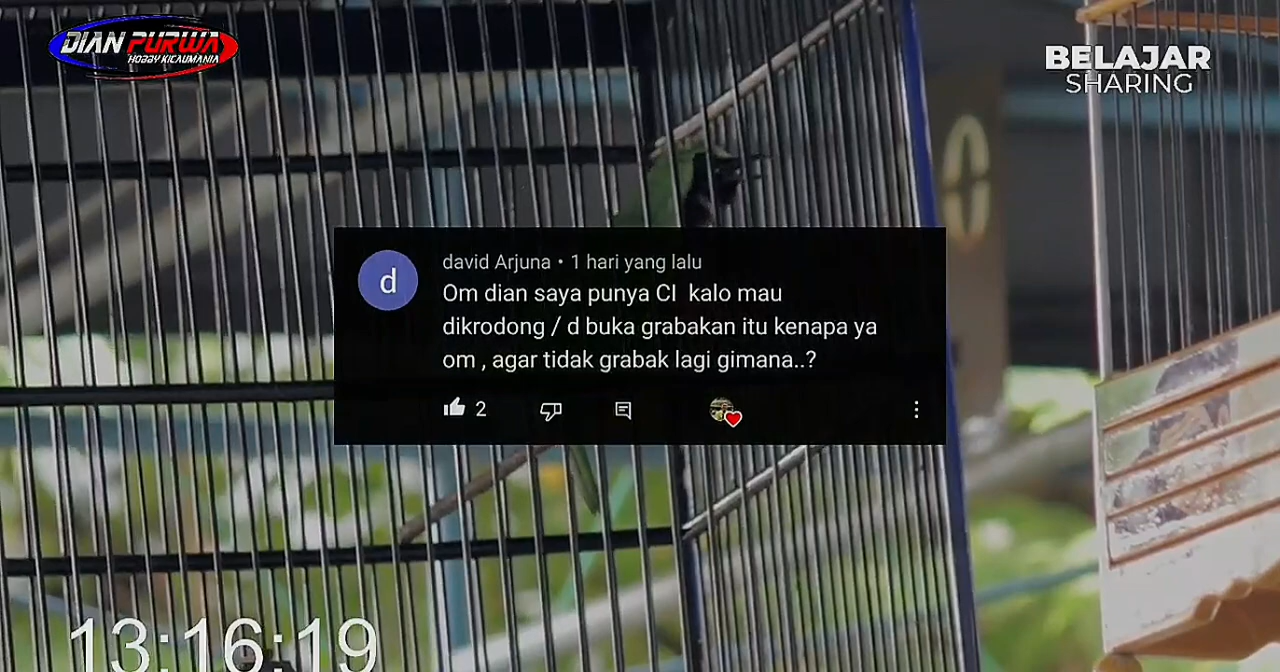 DIAN PURWA
HOBBY KICAUMANIA
BELAJAR
SHARING
0
d
david Arjuna • 1 hari yang lalu
Om dian saya punya CI kalo mau
dikrodong / d buka grabakan itu kenapa ya
om , agar tidak grabak lagi gimana..?
2
13:16:19